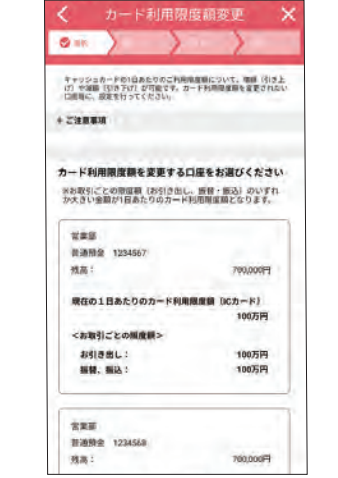 カード利用限度額変更
キャッシュカードの1日あたりのご利用限度額について、増額（引き上
げ）や減額（引き下げ）が可能です。カード利用限度額を変更されたい
口座毎に、設定を行ってください。
+ ご注意事項
カード利用限度額を変更する口座をお選びください
※お取引ごとの限度額（お引き出し、振替・振込）のいずれ
か大きい金額が1日あたりのカード利用限度額となります。
営業部
普通預金 1234567
残高： 700,000円
現在の１日あたりのカード利用限度額（ICカード）
100万円
＜お取引ごとの限度額＞
お引き出し： 100万円
振替、振込： 100万円
営業部
普通預金 1234568
残高： 700,000円